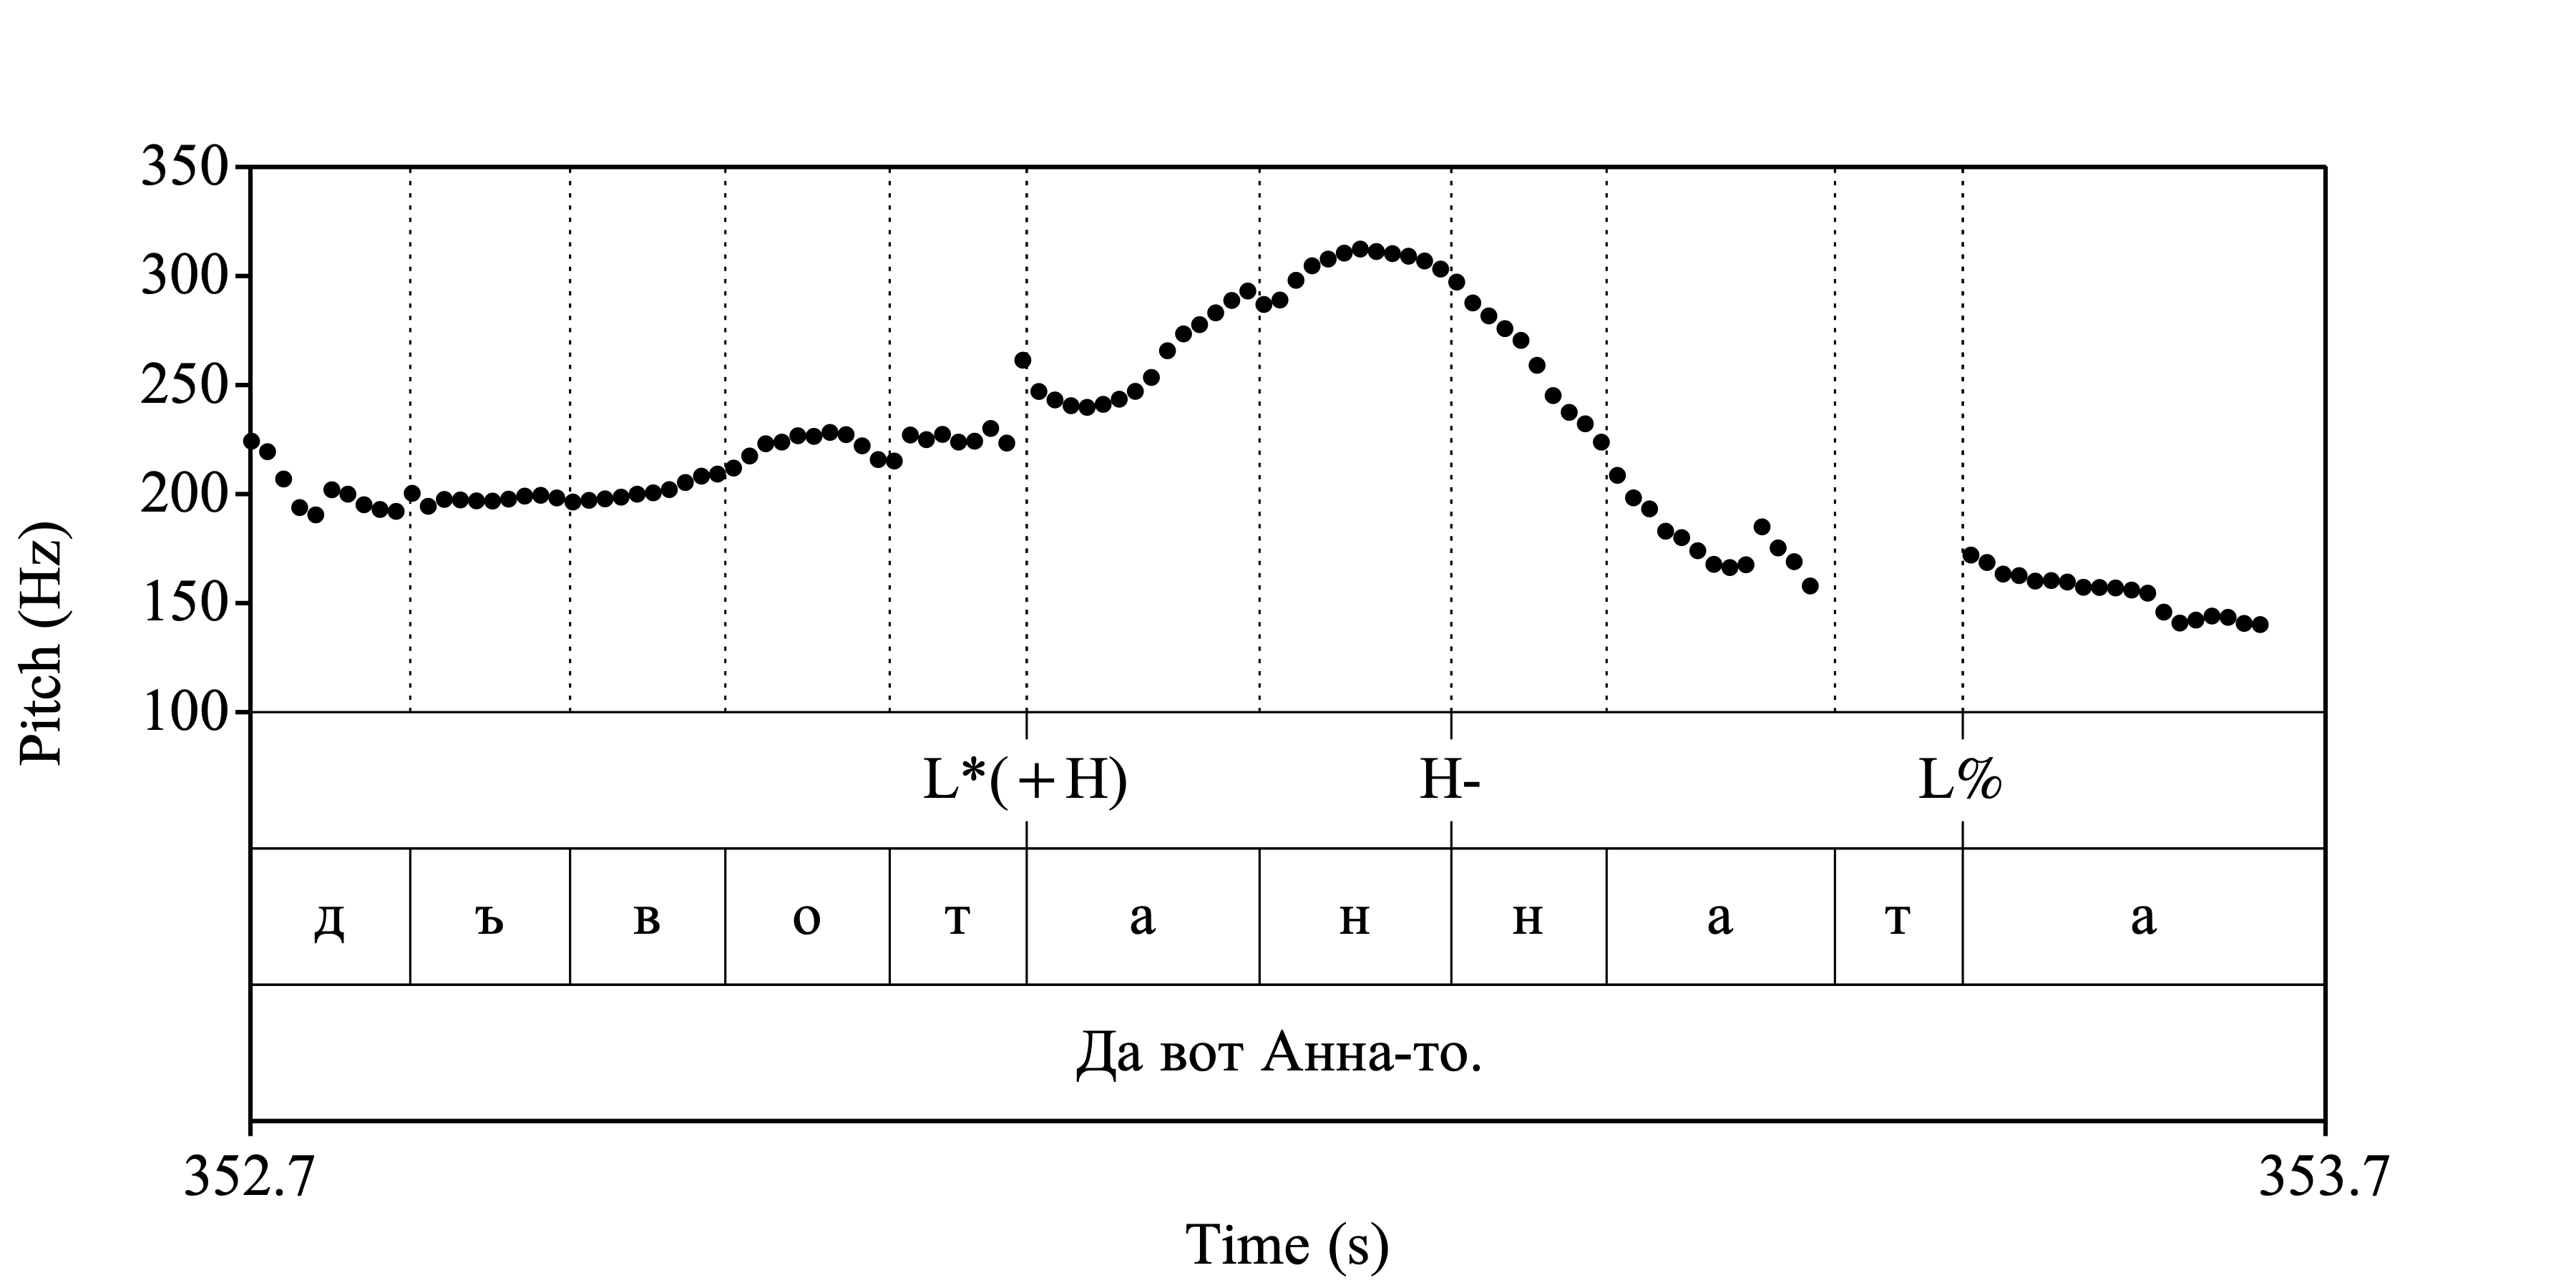 350
300
250
200
150
100
Pitch (Hz)
L*(+H) H- L%
д ъ в о т а н н а т а
Да вот Анна-то.
352.7 353.7
Time (s)